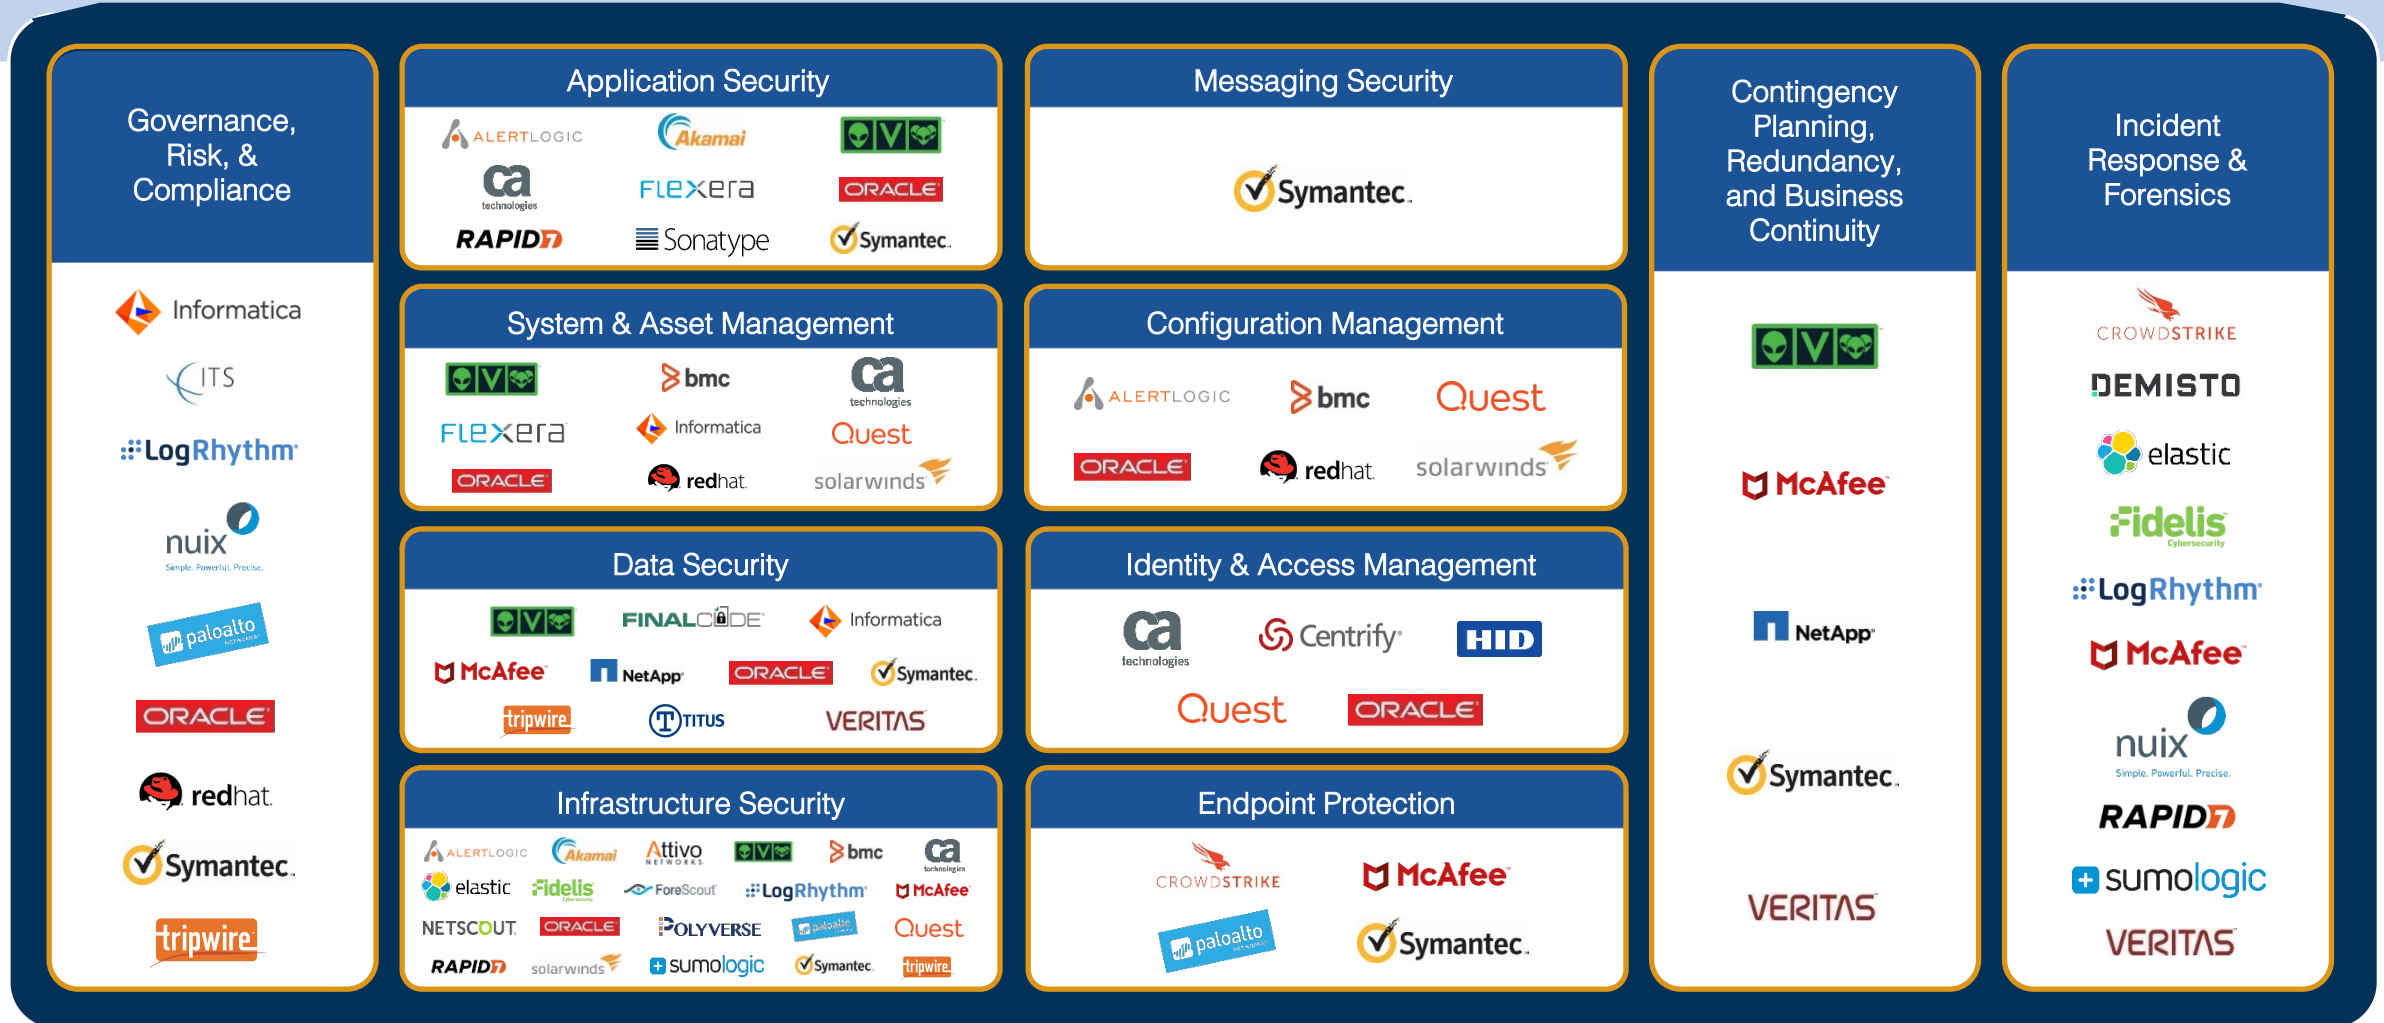 Governance,
Risk, &
Compliance
Informatica
ITS
LogRhythm
nuix
Simple. Powerful. Precise.
paloalto
NETWORKS
ORACLE
redhat.
Symantec.
tripwire
Application Security
ALERTLOGIC
Akamai
V
ca
technologies
FLEXERA
ORACLE
RAPID7
Sonatype
Symantec.
System & Asset Management
V
bmc
ca
technologies
FLEXERA
Informatica
Quest
ORACLE
redhat.
solarwinds
Data Security
V
FINALCODE
Informatica
McAfee
NetApp
ORACLE
Symantec.
tripwire
TITUS
VERITAS
Infrastructure Security
ALERTLOGIC
Akamai
Attivo
NETWORKS.
V
bmc
ca
technologies
elastic
Fidelis
Cybersecurity
ForeScout
LogRhythm
McAfee
NETSCOUT.
ORACLE
POLYVERSE
paloalto
Quest
RAPID7
solarwinds
sumologic
Symantec.
tripwire
Messaging Security
Symantec.
Configuration Management
ALERTLOGIC
bmc
Quest
ORACLE
redhat.
solarwinds
Identity & Access Management
ca
technologies
Centrify
HID
Quest
ORACLE
Endpoint Protection
CROWDSTRIKE
McAfee
paloalto
NETWORKS
Symantec.
Contingency
Planning,
Redundancy,
and Business
Continuity
V
McAfee
NetApp
Symantec.
VERITAS
Incident
Response &
Forensics
CROWDSTRIKE
DEMISTO
elastic
Fidelis
Cybersecurity
LogRhythm
McAfee
nuix
Simple. Powerful. Precise.
RAPID7
sumologic
VERITAS